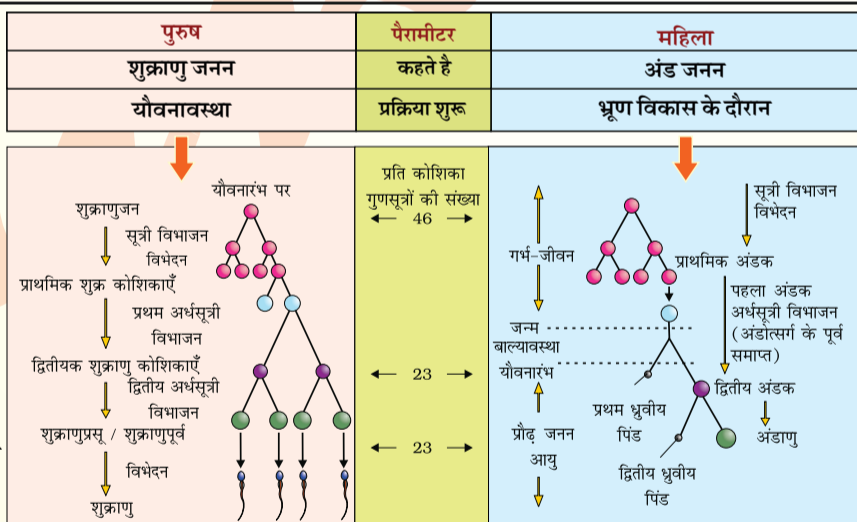 पुरुष
पैरामीटर
महिला
शुक्राणु जनन
कहते है
अंड जनन
यौवनावस्था
प्रक्रिया शुरू
भ्रूण विकास के दौरान
यौवनारंभ पर
शुक्राणुजन
सूत्री विभाजन
विभेदन
प्राथमिक शुक्र कोशिकाएँ
प्रथम अर्धसूत्री
विभाजन
द्वितीयक शुक्राणु कोशिकाएँ
द्वितीय अर्धसूत्री
विभाजन
शुक्राणुप्रसू / शुक्राणुपूर्व
विभेदन
शुक्राणु
प्रति कोशिका
गुणसूत्रों की संख्या
46
23
23
गर्भ-जीवन
जन्म
बाल्यावस्था
यौवनारंभ
प्रौढ़ जनन
आयु
सूत्री विभाजन
विभेदन
प्राथमिक अंडक
पहला अंडक
अर्धसूत्री विभाजन
(अंडोत्सर्ग के पूर्व
समाप्त)
द्वितीय अंडक
अंडाणु
प्रथम ध्रुवीय
पिंड
द्वितीय ध्रुवीय
पिंड